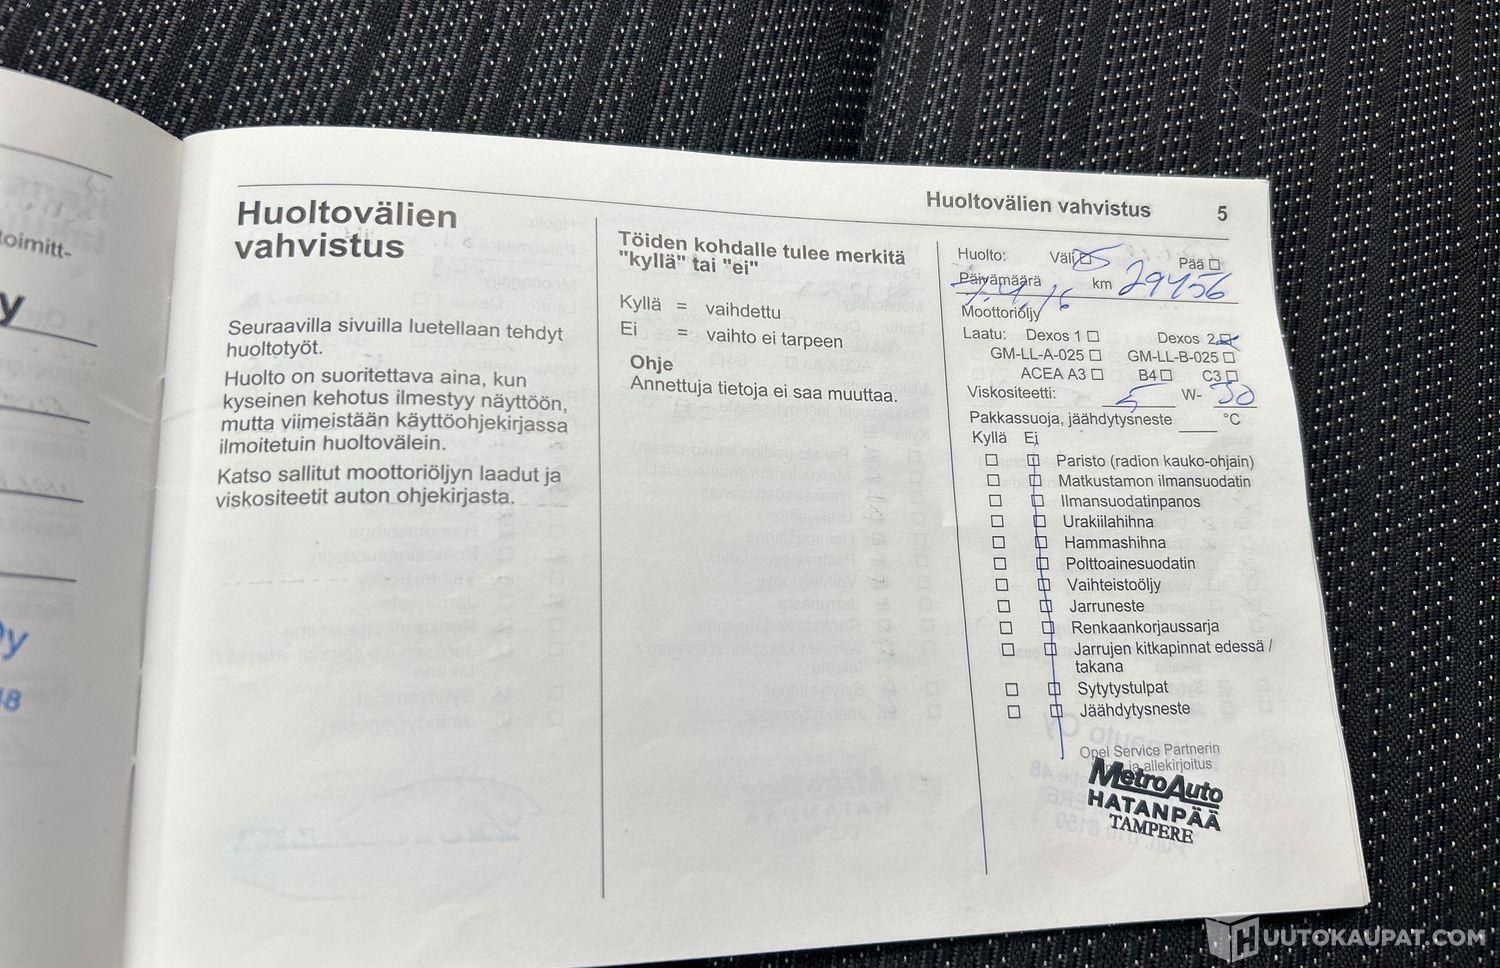 toimitt-
y
y
48
Huoltovälien vahvistus 5
Huoltovälien
vahvistus
Seuraavilla sivuilla luetellaan tehdyt
huoltotyöt.
Huolto on suoritettava aina, kun
kyseinen kehotus ilmestyy näyttöön,
mutta viimeistään käyttöohjekirjassa
ilmoitetuin huoltovälein.
Katso sallitut moottoriöljyn laadut ja
viskositeetit auton ohjekirjasta.
Töiden kohdalle tulee merkitä
"kyllä" tai "ei"
Kyllä = vaihdettu
Ei = vaihto ei tarpeen
Ohje
Annettuja tietoja ei saa muuttaa.
Huolto: Väli Pää
Päivämäärä km 29456
Moottoriöljy
Laatu: Dexos 1 Dexos 2
GM-LL-A-025 GM-LL-B-025
ACEA A3 B4 C3
Viskositeetti: 5 W- 30
Pakkassuoja, jäähdytysneste °C
Kyllä Ei
Paristo (radion kauko-ohjain)
Matkustamon ilmansuodatin
Ilmansuodatinpanos
Urakiilahihna
Hammashihna
Polttoainesuodatin
Vaihteistoöljy
Jarruneste
Renkaankorjaussarja
Jarrujen kitkapinnat edessä /
takana
Sytytystulpat
Jäähdytysneste
Opel Service Partnerin
ja allekirjoitus
MetroAuto
HATANPÄÄ
TAMPERE
HUUTOKAUPAT.COM